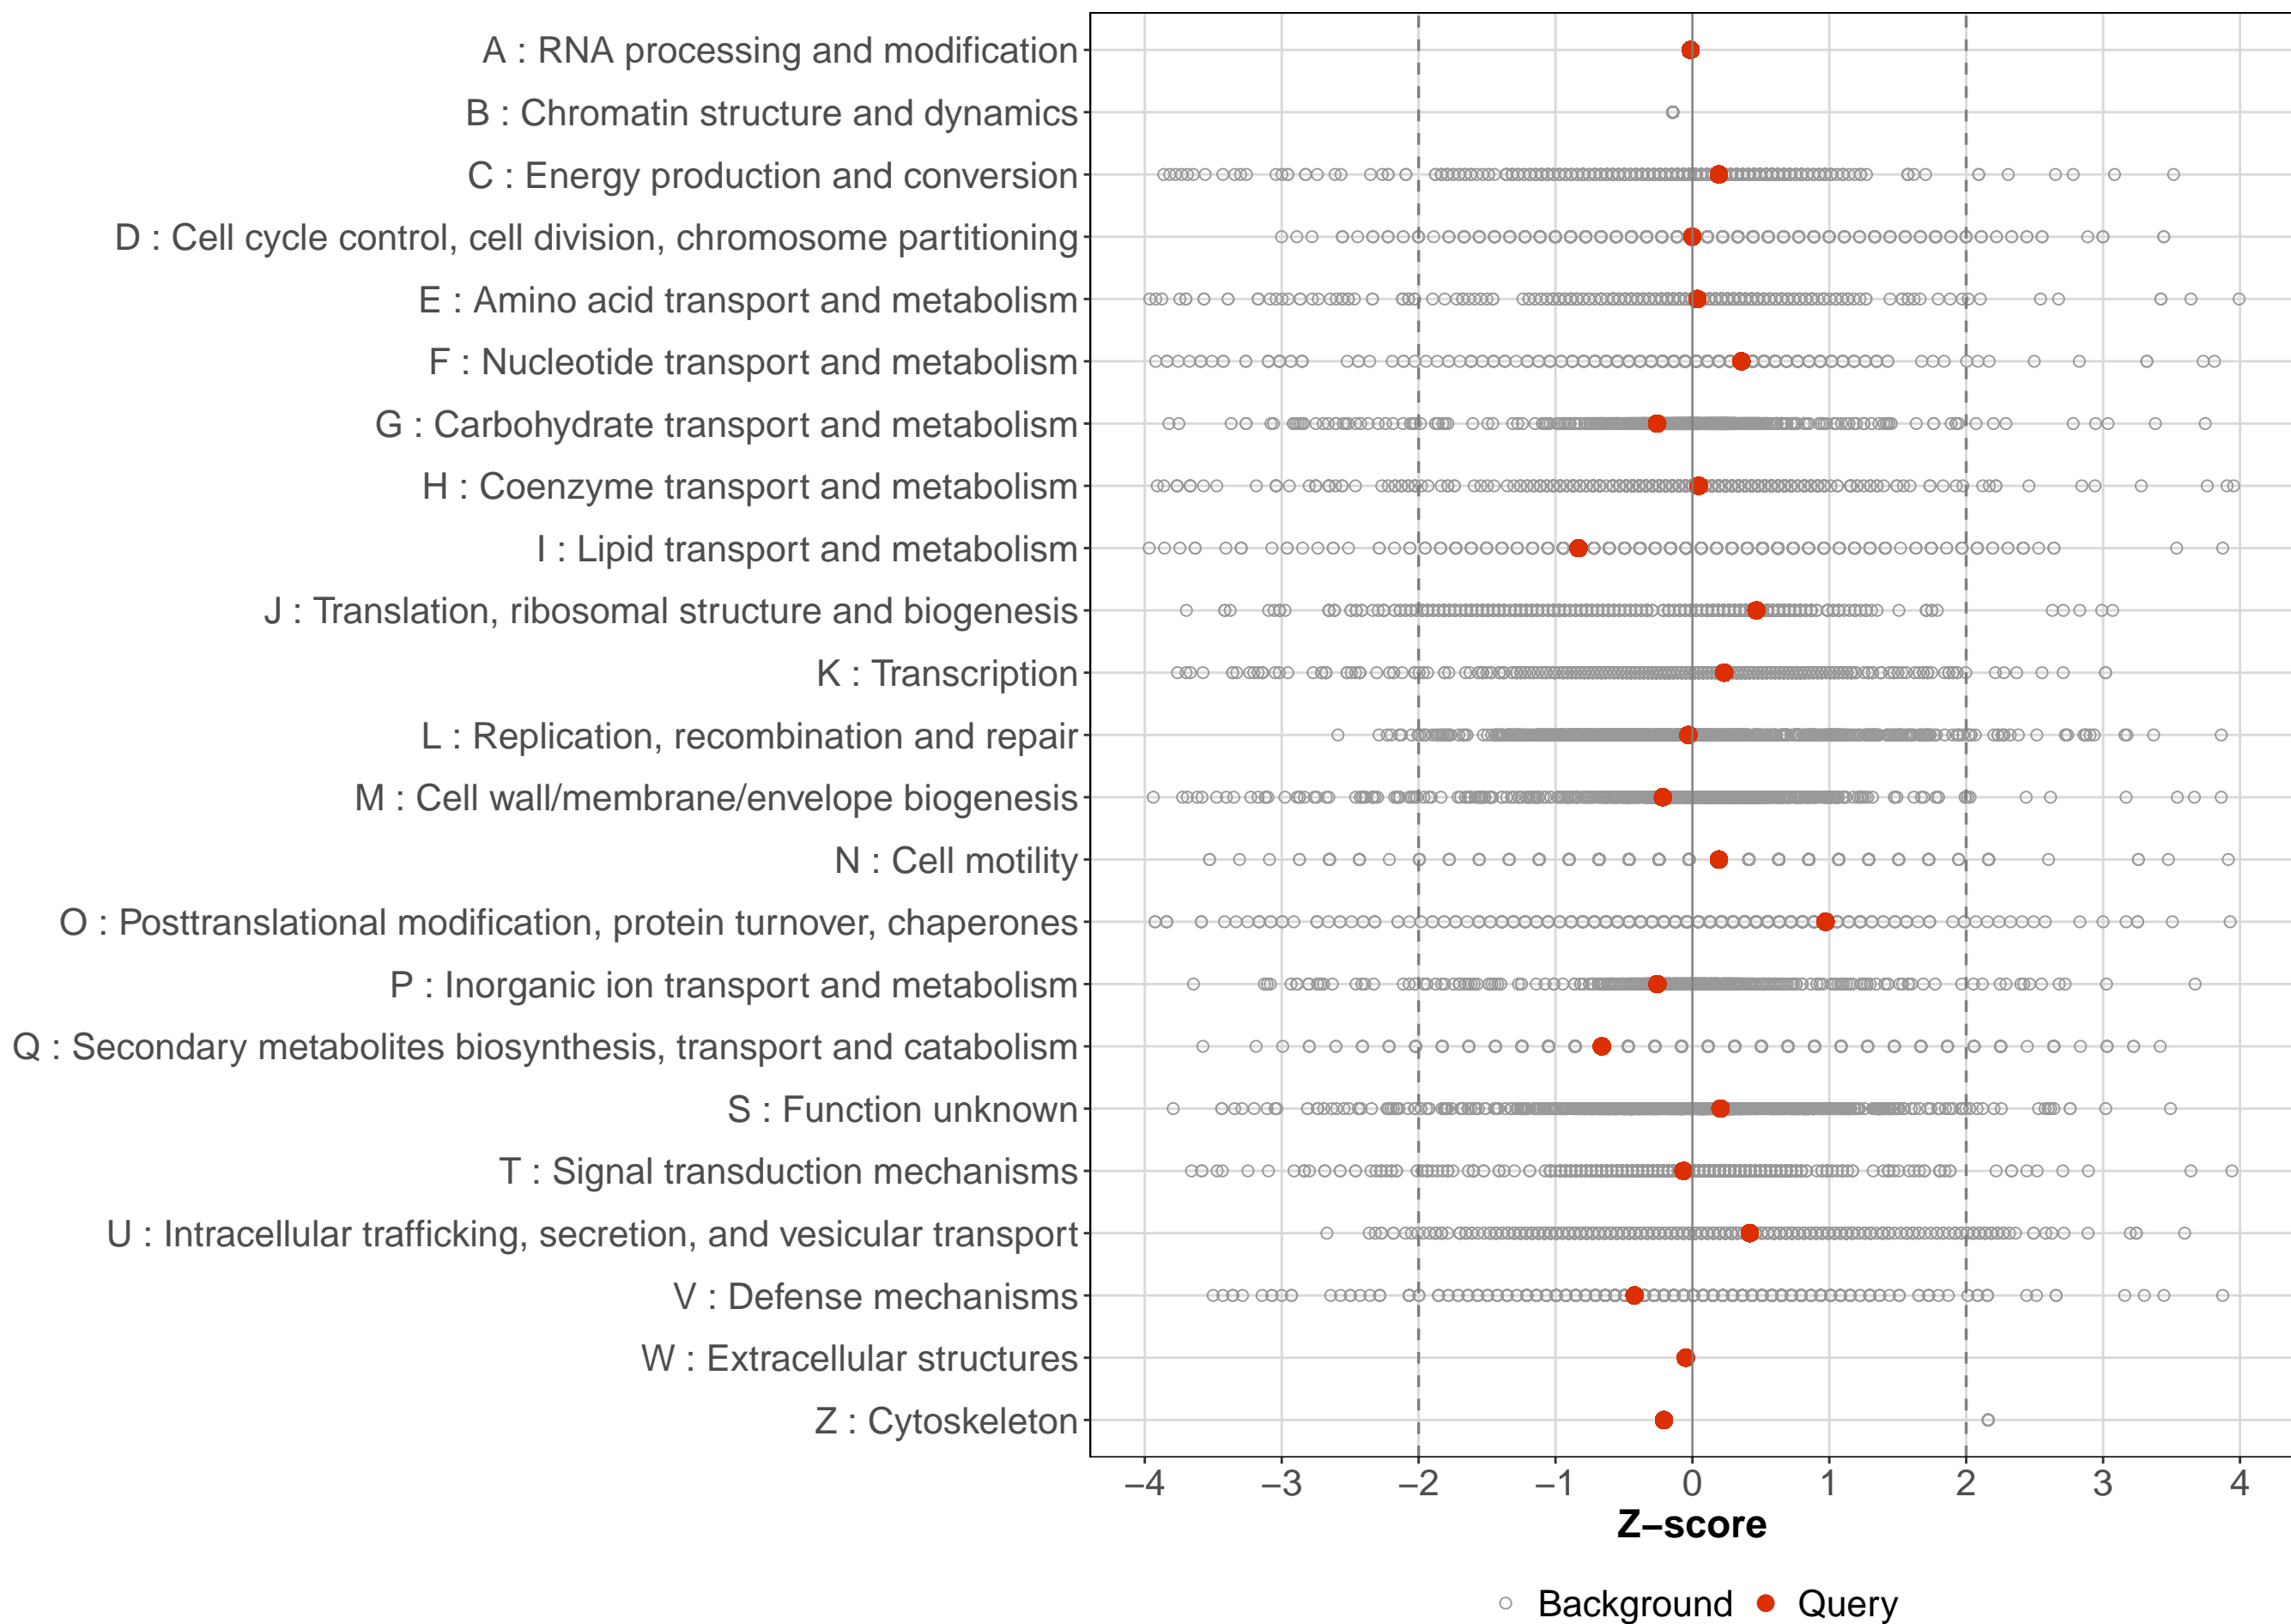 A : RNA processing and modification
B : Chromatin structure and dynamics
C : Energy production and conversion
D : Cell cycle control, cell division, chromosome partitioning
E : Amino acid transport and metabolism
F : Nucleotide transport and metabolism
G : Carbohydrate transport and metabolism
H : Coenzyme transport and metabolism
I : Lipid transport and metabolism
J : Translation, ribosomal structure and biogenesis
K : Transcription
L : Replication, recombination and repair
M : Cell wall/membrane/envelope biogenesis
N : Cell motility
O : Posttranslational modification, protein turnover, chaperones
P : Inorganic ion transport and metabolism
Q : Secondary metabolites biosynthesis, transport and catabolism
S : Function unknown
T : Signal transduction mechanisms
U : Intracellular trafficking, secretion, and vesicular transport
V : Defense mechanisms
W : Extracellular structures
Z : Cytoskeleton
−4 −3 −2 −1 0 1 2 3 4
Z−score
Background Query